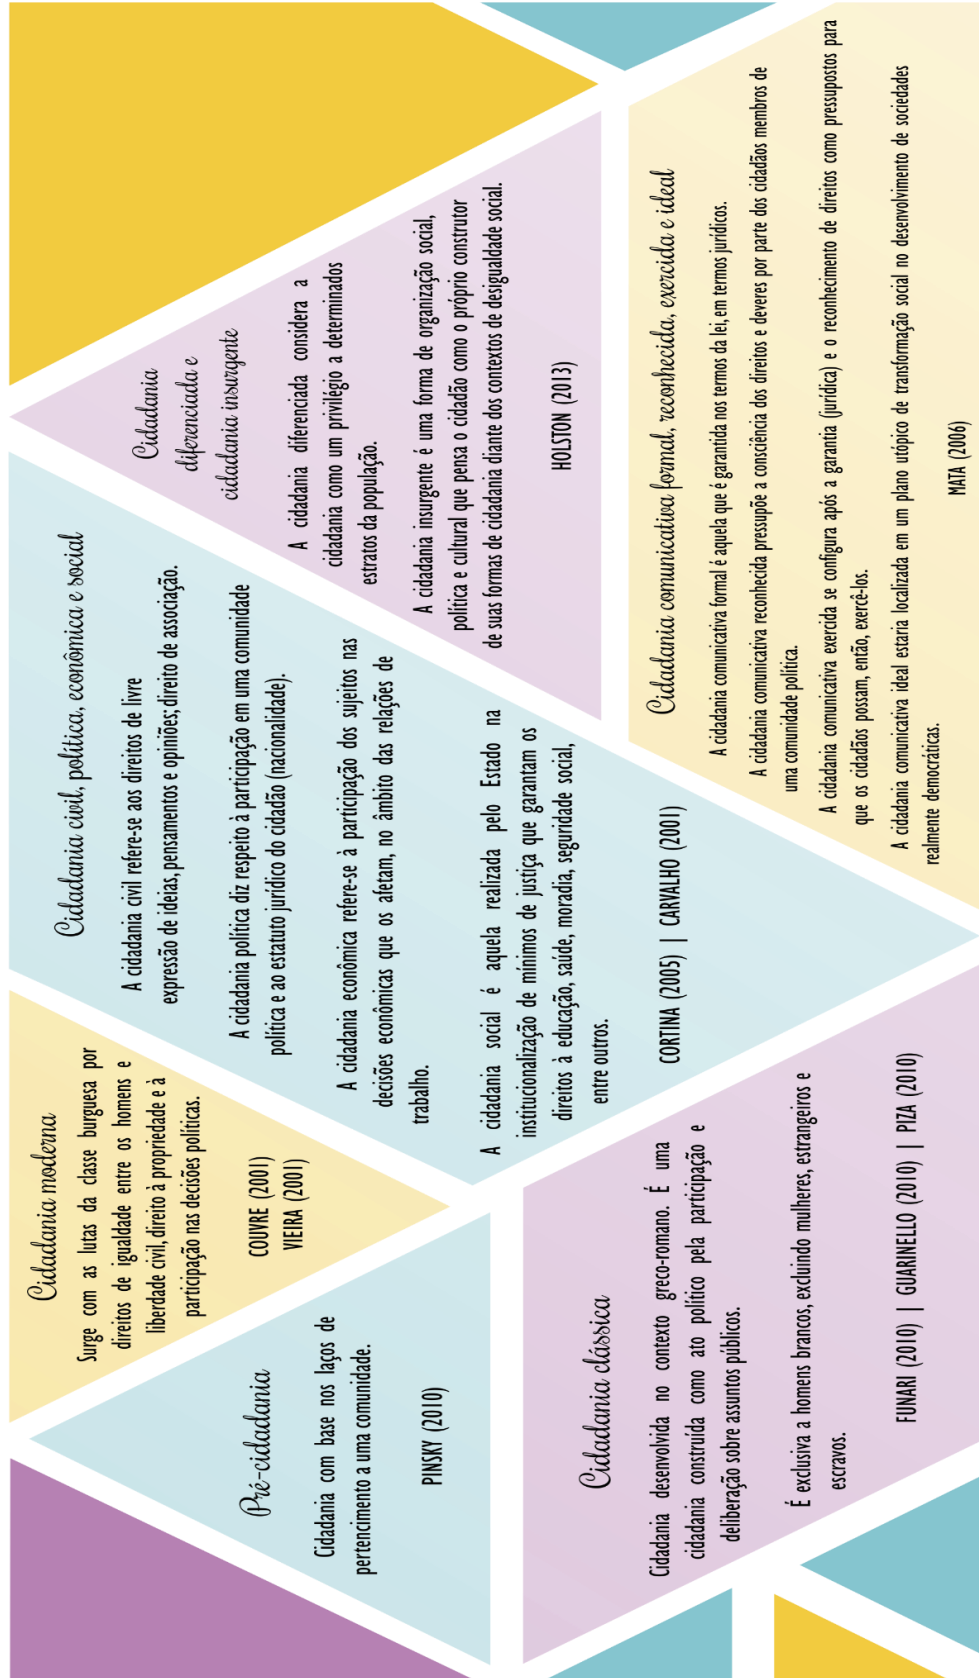 Pré-cidadania
Cidadania com base nos laços de
pertencimento a uma comunidade.
PINSKY (2010)
Cidadania clássica
Cidadania desenvolvida no contexto greco-romano. É uma
cidadania construída como ato político pela participação e
deliberação sobre assuntos públicos.
É exclusiva a homens brancos, excluindo mulheres, estrangeiros e
escravos.
FUNARI (2010) | GUARINELLO (2010) | PIZA (2010)
Cidadania moderna
Surge com as lutas da classe burguesa por
direitos de igualdade entre os homens e
liberdade civil, direito à propriedade e à
participação nas decisões políticas.
COUVRE (2001)
VIEIRA (2001)
Cidadania civil, política, econômica e social
A cidadania civil refere-se aos direitos de livre
expressão de ideias, pensamentos e opiniões; direito de associação.
A cidadania política diz respeito à participação em uma comunidade
política e ao estatuto jurídico do cidadão (nacionalidade).
A cidadania econômica refere-se à participação dos sujeitos nas
decisões econômicas que os afetam, no âmbito das relações de
trabalho.
A cidadania social é aquela realizada pelo Estado na
institucionalização de mínimos de justiça que garantam os
direitos à educação, saúde, moradia, seguridade social,
entre outros.
CORTINA (2005) | CARVALHO (2001)
Cidadania
diferenciada e
cidadania insurgente
A cidadania diferenciada considera a
cidadania como um privilégio a determinados
estratos da população.
A cidadania insurgente é uma forma de organização social,
política e cultural que pensa o cidadão como o próprio construtor
de suas formas de cidadania diante dos contextos de desigualdade social.
HOLSTON (2013)
Cidadania comunicativa formal, reconhecida, exercida e ideal
A cidadania comunicativa formal é aquela que é garantida nos termos da lei, em termos jurídicos.
A cidadania comunicativa reconhecida pressupõe a consciência dos direitos e deveres por parte dos cidadãos membros de
uma comunidade política.
A cidadania comunicativa exercida se configura após a garantia (jurídica) e o reconhecimento de direitos como pressupostos para
que os cidadãos possam, então, exercê-los.
A cidadania comunicativa ideal estaria localizada em um plano utópico de transformação social no desenvolvimento de sociedades
realmente democráticas.
MATA (2006)